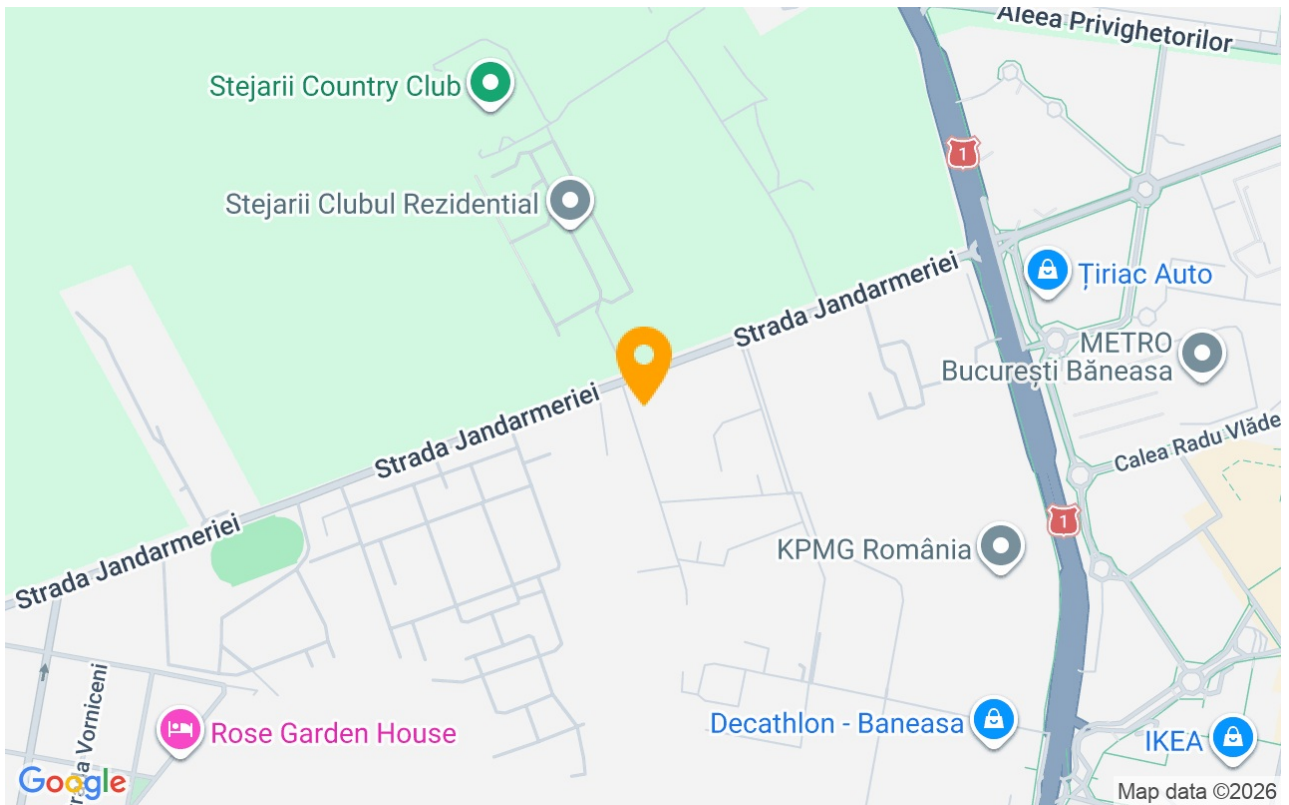 Aleea Privighetorilor
Stejarii Country Club
1
Stejarii Clubul Rezidential
Țiriac Auto
Strada Jandarmeriei
METRO
București Băneasa
Strada Jandarmeriei
Calea Radu Vlăde
1
Strada Jandarmeriei
KPMG România
Vorniceni
Rose Garden House
Decathlon - Baneasa
IKEA
Google
Map data ©2026